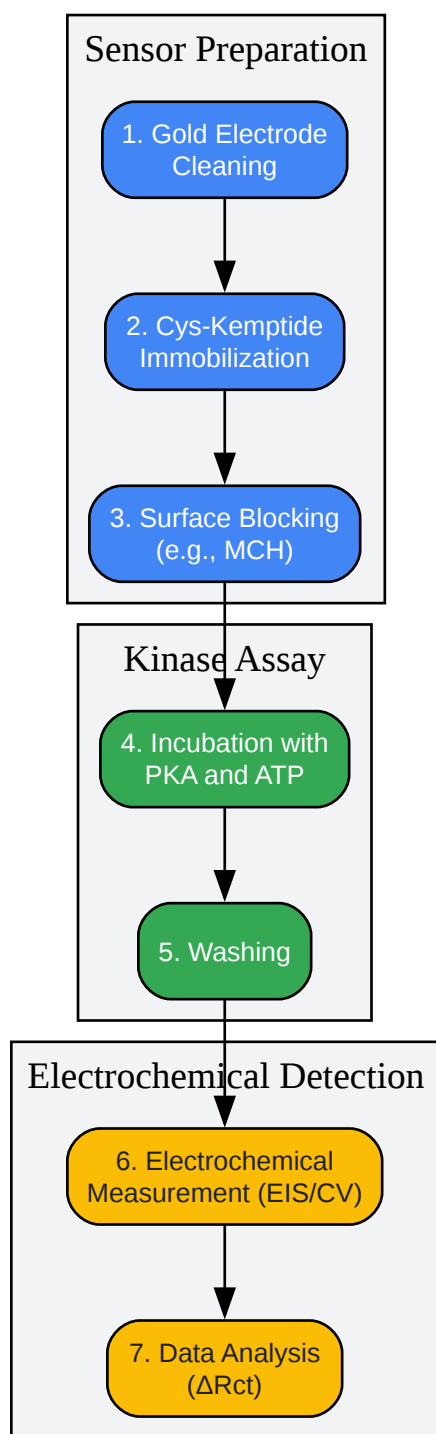 Sensor Preparation
1. Gold Electrode
Cleaning
2. Cys-Kemptide
Immobilization
3. Surface Blocking
(e.g., MCH)
Kinase Assay
4. Incubation with
PKA and ATP
5. Washing
Electrochemical Detection
6. Electrochemical
Measurement (EIS/CV)
7. Data Analysis
(ΔRct)